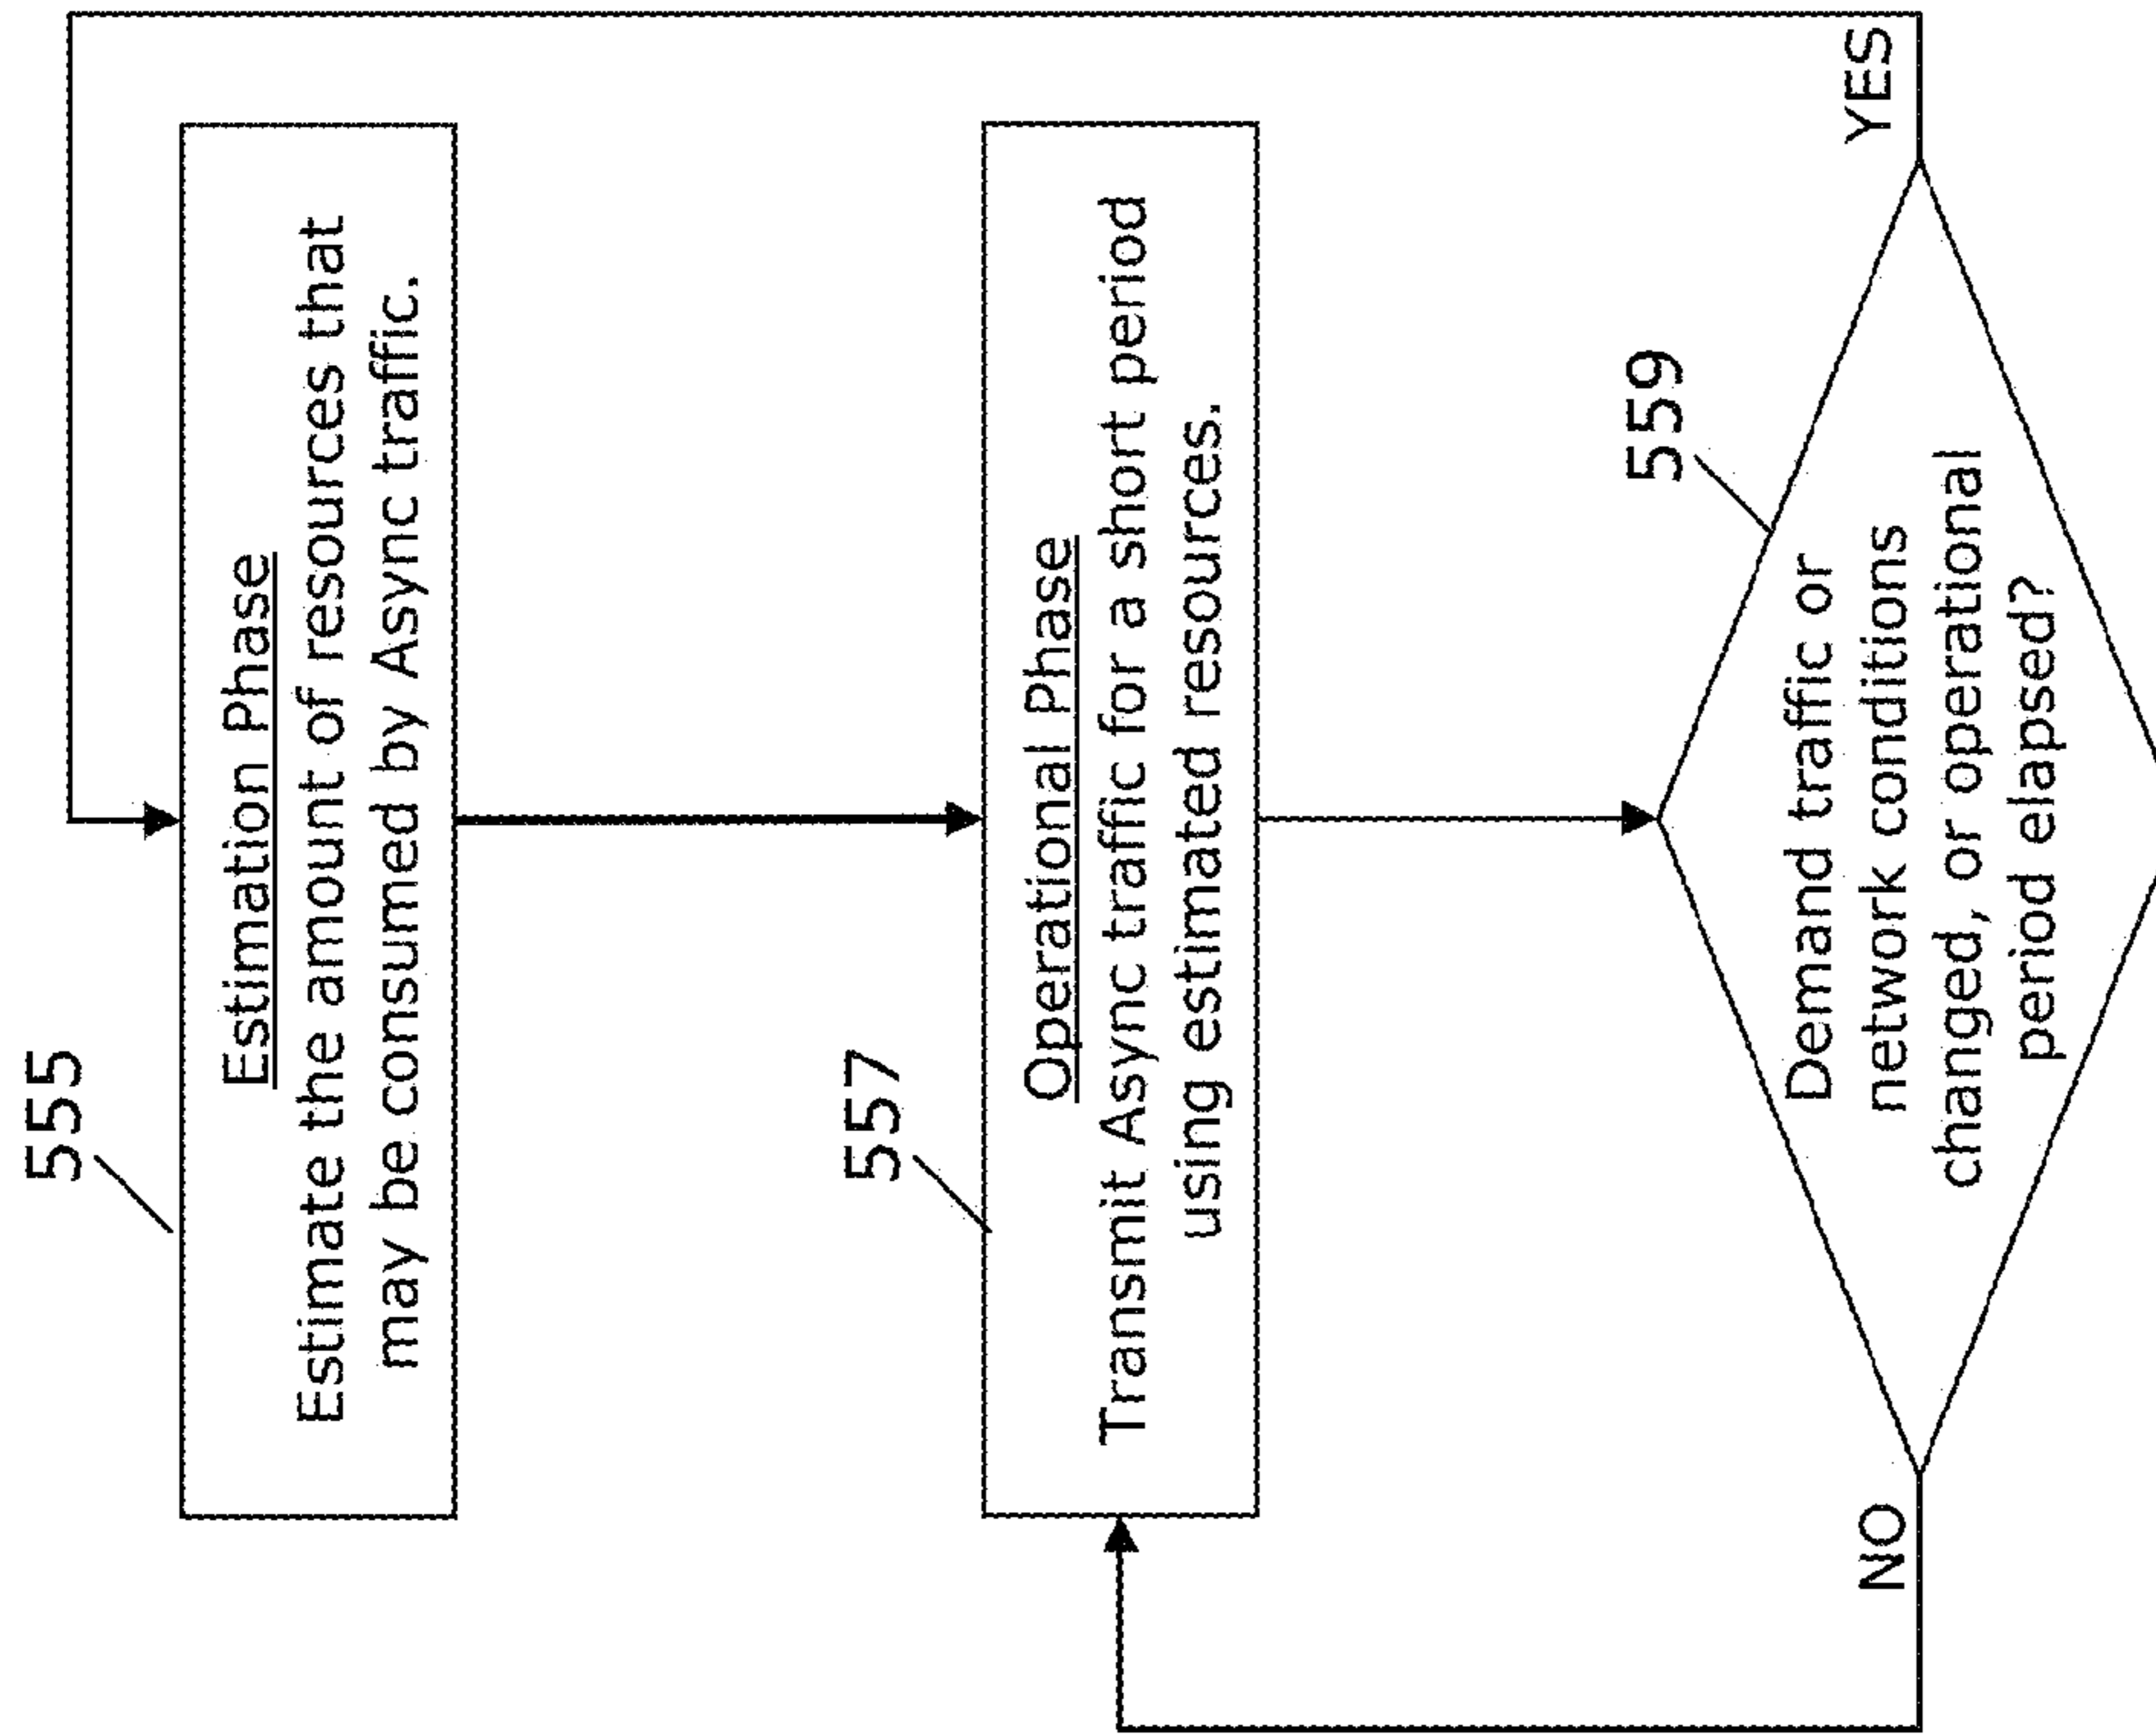 555
Estimation Phase
Estimate the amount of resources that
may be consumed by Async traffic.
557
Operational Phase
Transmit Async traffic for a short period
using estimated resources.
559
Demand traffic or
network conditions
changed, or operational
period elapsed?
NO
YES